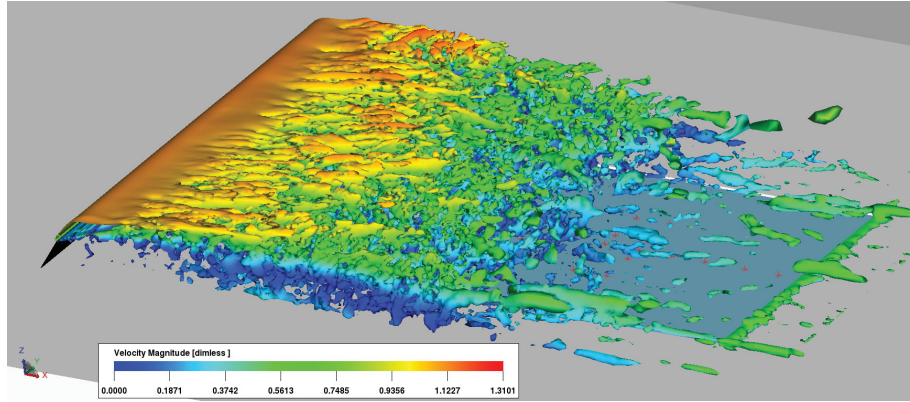 Velocity Magnitude [dimless ]
0.0000 0.1871 0.3742 0.5613 0.7485 0.9356 1.1227 1.3101
Z
Y
X